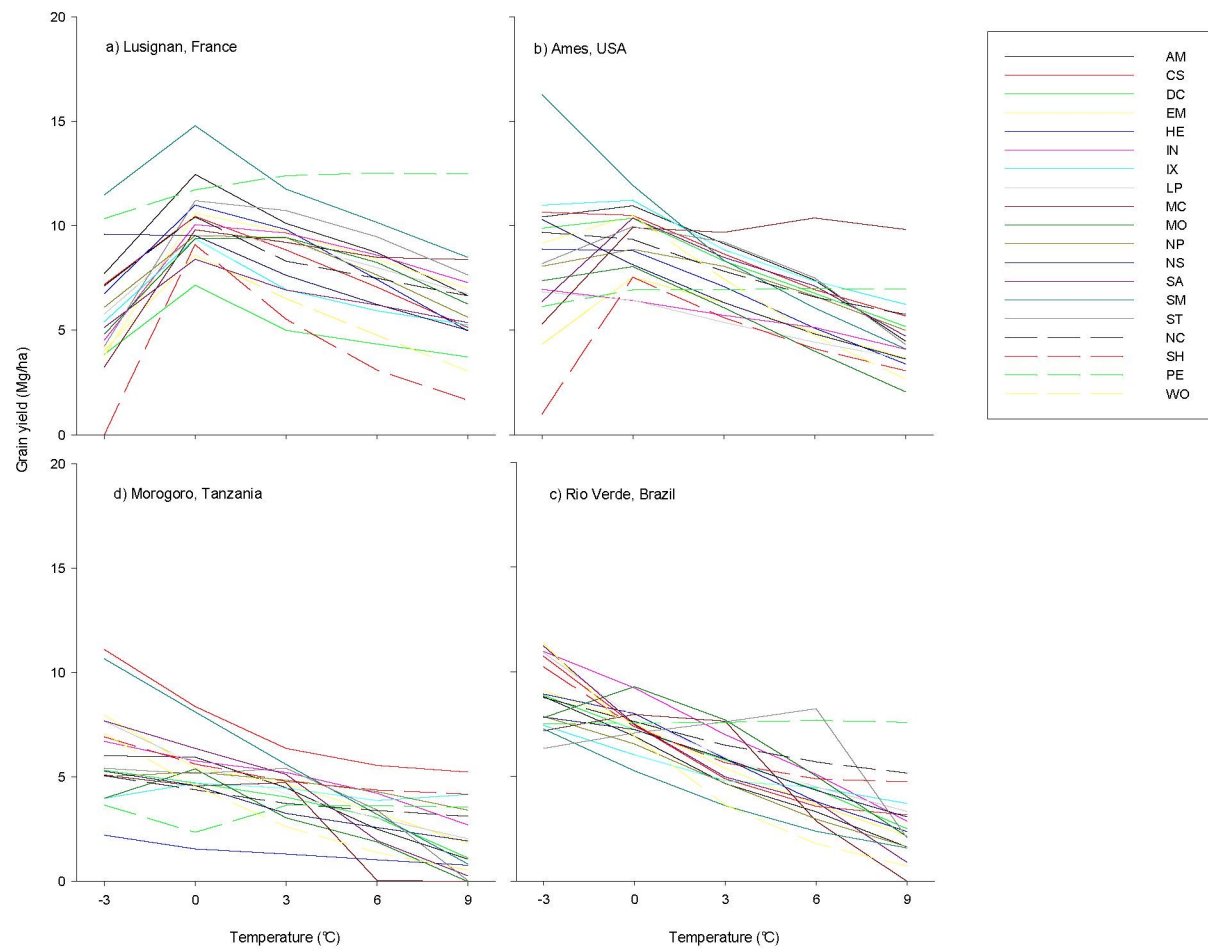 20
15
10
5
0
a) Lusignan, France
b) Ames, USA
AM
CS
DC
EM
HE
IN
IX
LP
MC
MO
NP
NS
SA
SM
ST
NC
SH
PE
WO
Grain yield (Mg/ha)
20
15
10
5
0
d) Morogoro, Tanzania
c) Rio Verde, Brazil
-3 0 3 6 9
-3 0 3 6 9
Temperature (°C)
Temperature (°C)